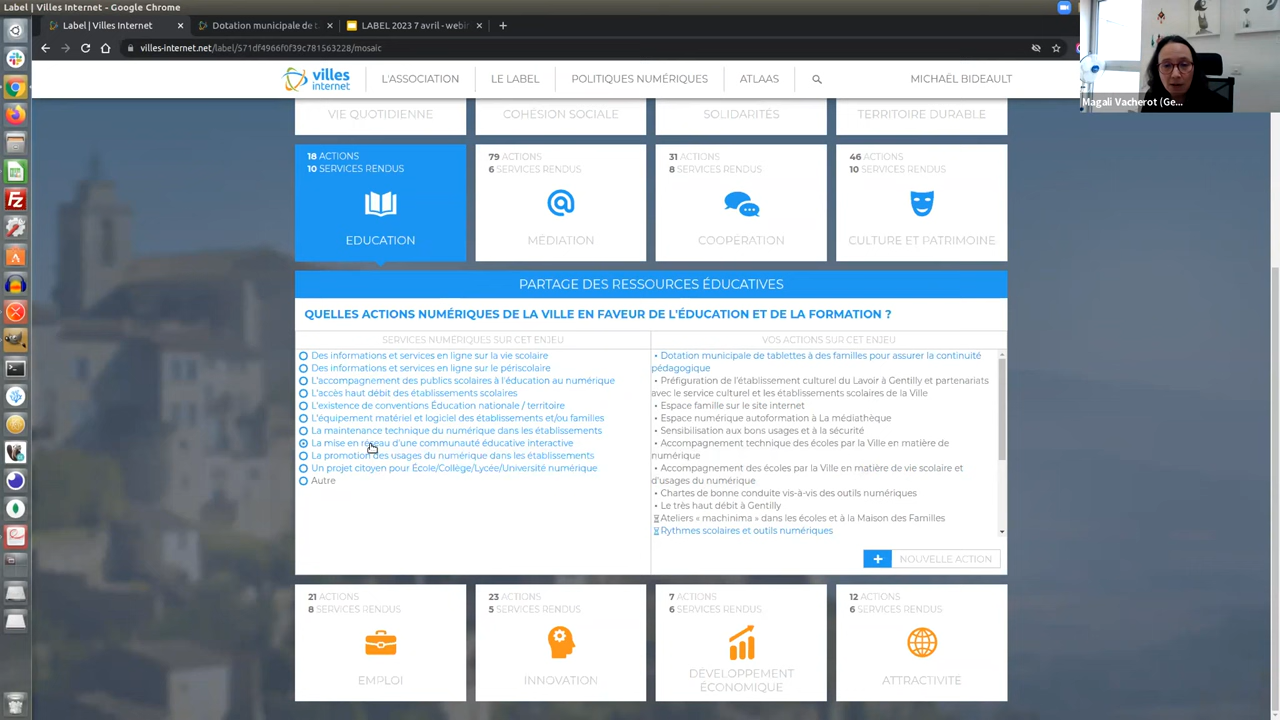 Label | Villes Internet - Google Chrome
Label | Villes Internet
Dotation municipale de t
LABEL 2023 7 avril - webi
villes-internet.net/label/571df4966f0f39c781563228/mosaic
villes internet
L'ASSOCIATION
LE LABEL
POLITIQUES NUMÉRIQUES
ATLAAS
MICHAËL BIDEAULT
Magali Vacherot (Ge...
VIE QUOTIDIENNE
COHÉSION SOCIALE
SOLIDARITÉS
TERRITOIRE DURABLE
18 ACTIONS
10 SERVICES RENDUS
EDUCATION
79 ACTIONS
6 SERVICES RENDUS
MÉDIATION
31 ACTIONS
8 SERVICES RENDUS
COOPÉRATION
46 ACTIONS
10 SERVICES RENDUS
CULTURE ET PATRIMOINE
PARTAGE DES RESSOURCES ÉDUCATIVES
QUELLES ACTIONS NUMÉRIQUES DE LA VILLE EN FAVEUR DE L'ÉDUCATION ET DE LA FORMATION ?
SERVICES NUMÉRIQUES SUR CET ENJEU
Des informations et services en ligne sur la vie scolaire
Des informations et services en ligne sur le périscolaire
L'accompagnement des publics scolaires à l'éducation au numérique
L'accès haut débit des établissements scolaires
L'existence de conventions Éducation nationale / territoire
L'équipement matériel et logiciel des établissements et/ou familles
La maintenance technique du numérique dans les établissements
La mise en réseau d'une communauté éducative interactive
La promotion des usages du numérique dans les établissements
Un projet citoyen pour École/Collège/Lycée/Université numérique
Autre
VOS ACTIONS SUR CET ENJEU
• Dotation municipale de tablettes à des familles pour assurer la continuité
pédagogique
• Préfiguration de l'établissement culturel du Lavoir à Gentilly et partenariats
avec le service culturel et les établissements scolaires de la Ville
• Espace famille sur le site internet
• Espace numérique autoformation à La médiathèque
• Sensibilisation aux bons usages et à la sécurité
• Accompagnement technique des écoles par la Ville en matière de
numérique
• Accompagnement des écoles par la Ville en matière de vie scolaire et
d'usages du numérique
• Chartes de bonne conduite vis-à-vis des outils numériques
• Le très haut débit à Gentilly
Ateliers « machinima » dans les écoles et à la Maison des Familles
Rythmes scolaires et outils numériques
+ NOUVELLE ACTION
21 ACTIONS
8 SERVICES RENDUS
EMPLOI
23 ACTIONS
5 SERVICES RENDUS
INNOVATION
7 ACTIONS
6 SERVICES RENDUS
DÉVELOPPEMENT
ÉCONOMIQUE
12 ACTIONS
6 SERVICES RENDUS
ATTRACTIVITÉ